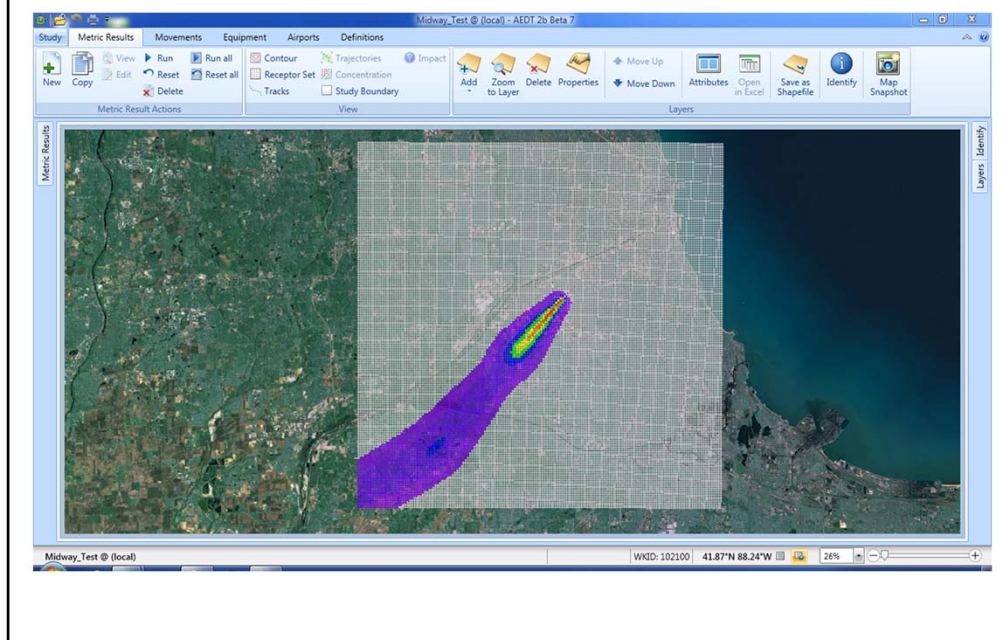 Midway_Test @ (local) - AEDT 2b Beta 7
Study Metric Results Movements Equipment Airports Definitions
New
Copy
View
Edit
Run
Reset
Delete
Run all
Reset all
Metric Result Actions
Contour
Receptor Set
Tracks
Trajectories
Concentration
Study Boundary
Impact
View
Add
Zoom
to Layer
Delete
Properties
Move Up
Move Down
Attributes
Open
in Excel
Save as
Shapefile
Identify
Map
Snapshot
Layers
Metric Results
Identify
Layers
Midway_Test @ (local)
WKID: 102100
41.87°N 88.24°W
26%